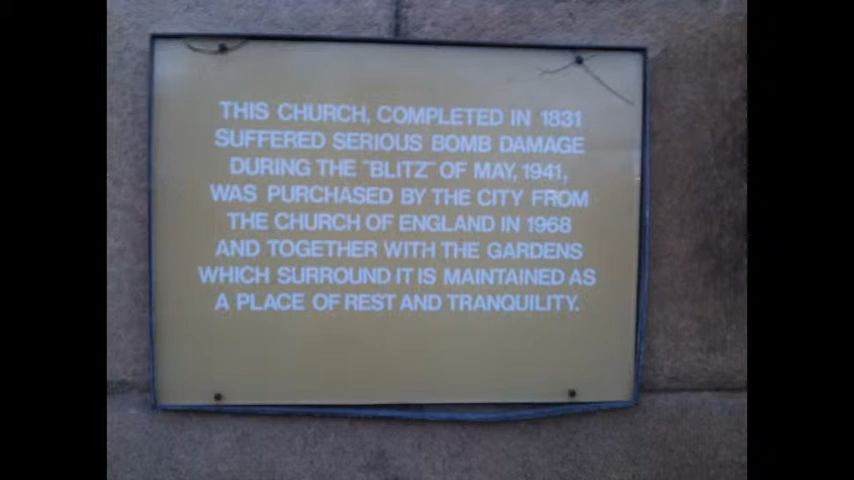 THIS CHURCH, COMPLETED IN 1831
SUFFERED SERIOUS BOMB DAMAGE
DURING THE "BLITZ" OF MAY, 1941,
WAS PURCHASED BY THE CITY FROM
THE CHURCH OF ENGLAND IN 1968
AND TOGETHER WITH THE GARDENS
WHICH SURROUND IT IS MAINTAINED AS
A PLACE OF REST AND TRANQUILITY.